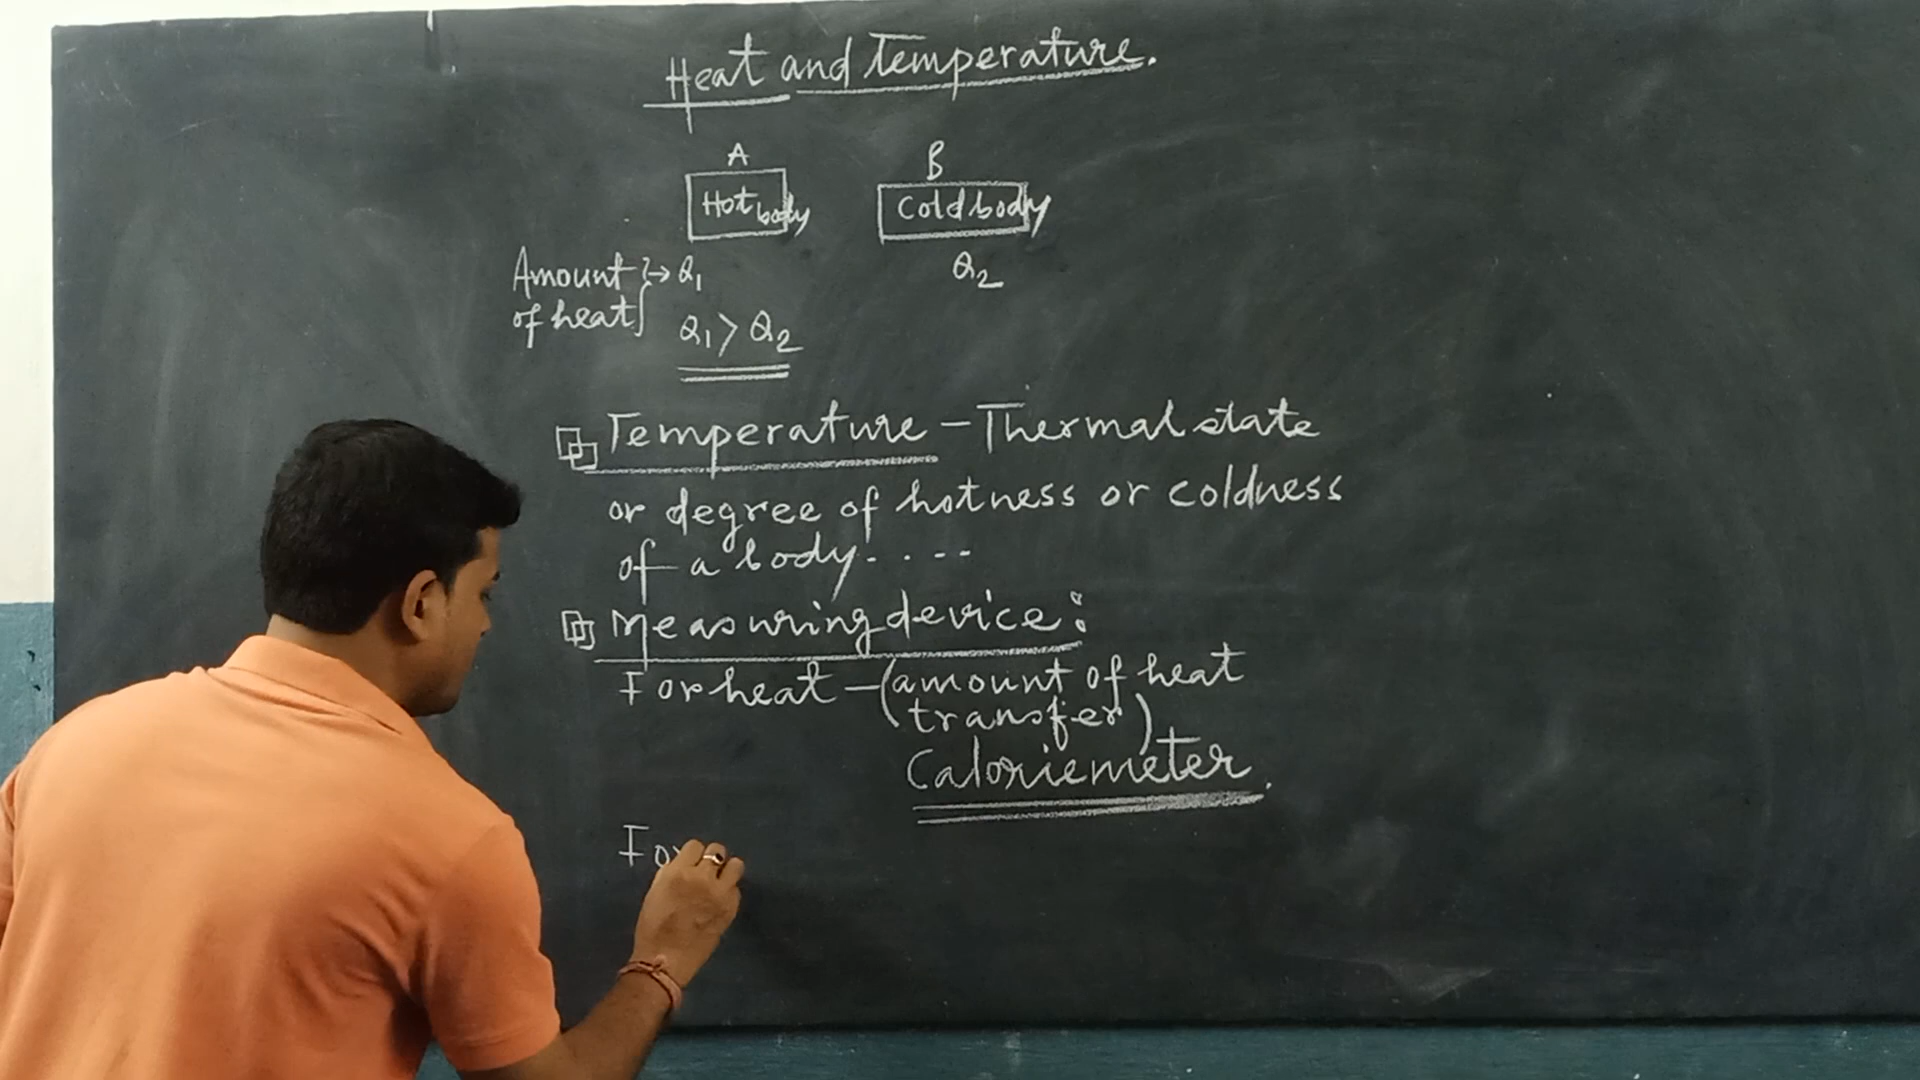 Heat and Temperature.
A B
Hot body Cold body
Amount of heat } → Q1 Q2
Q1 > Q2
Temperature - Thermal state
or degree of hotness or coldness
of a body. . . - -
Measuring device :
For heat - (amount of heat
transfer)
Caloriemeter.
For